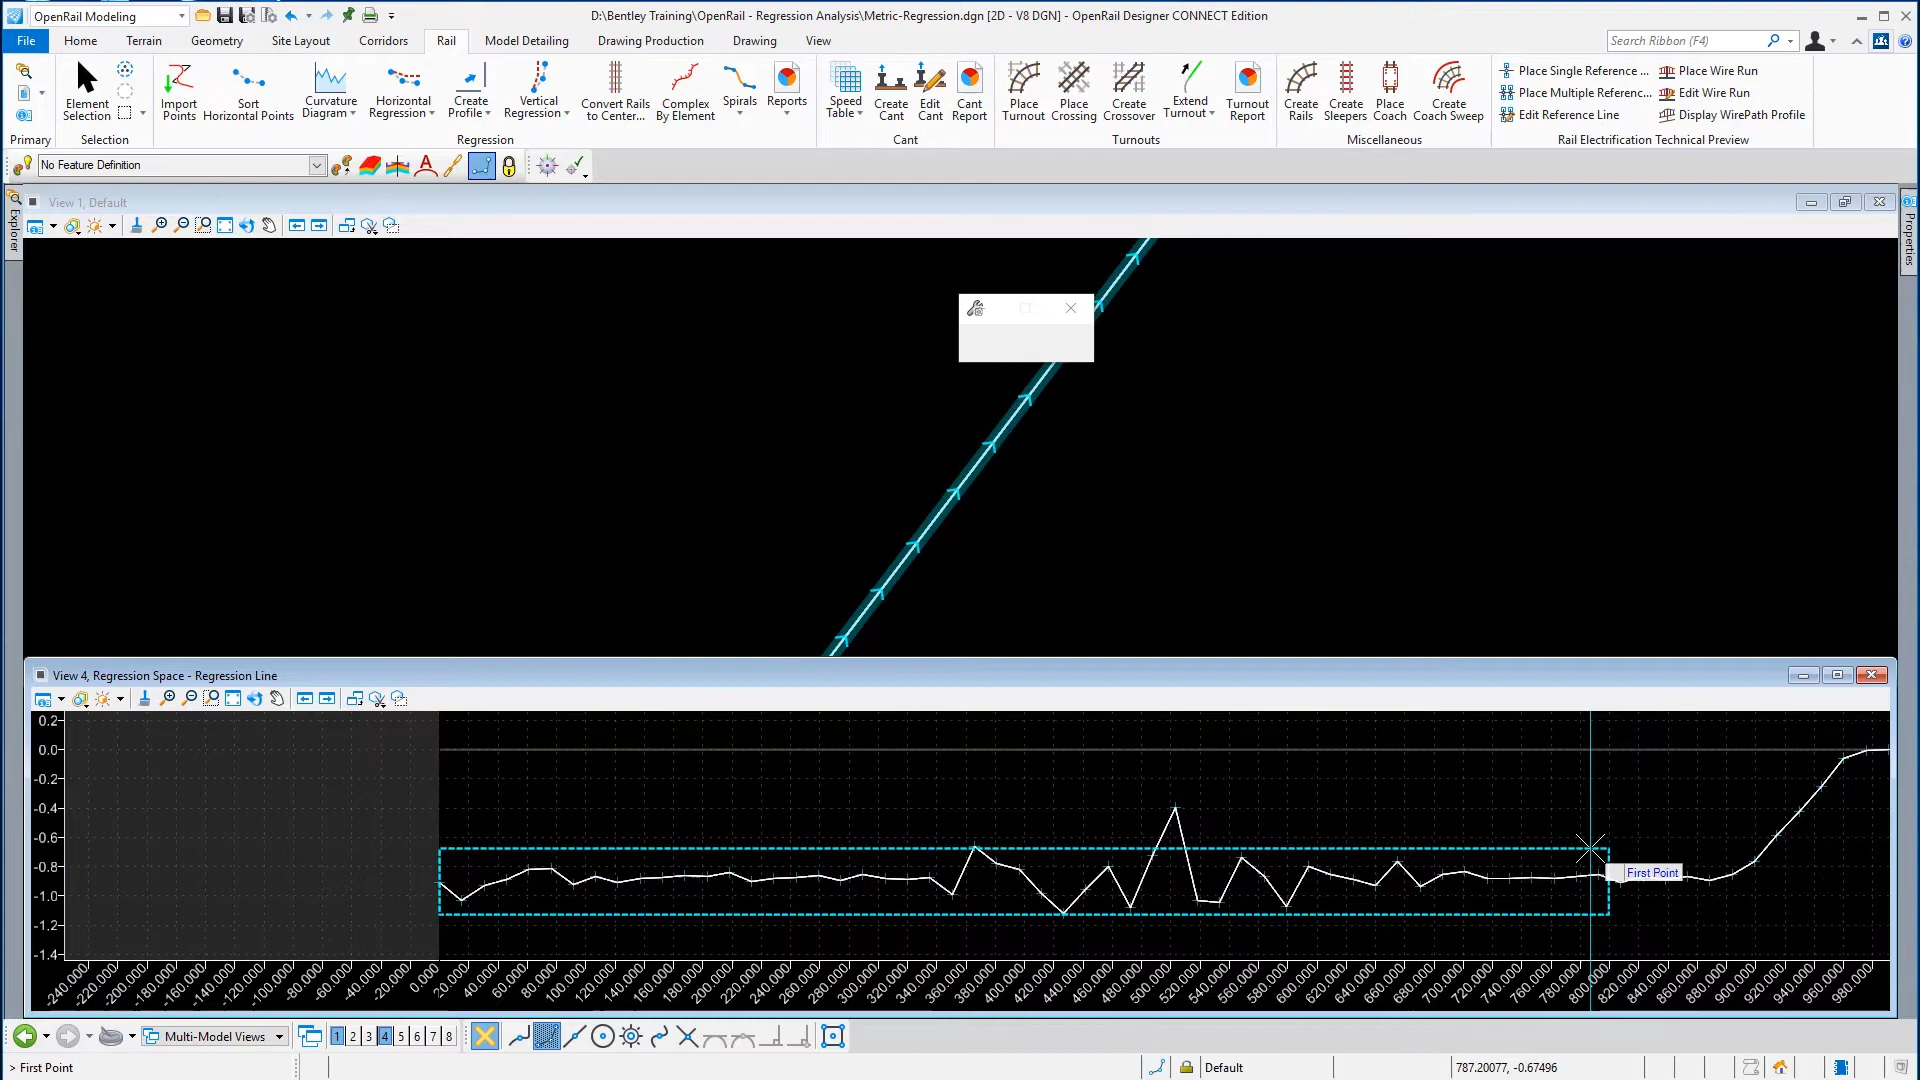 OpenRail Modeling
D:\Bentley Training\OpenRail - Regression Analysis\Metric-Regression.dgn [2D - V8 DGN] - OpenRail Designer CONNECT Edition
File Home Terrain Geometry Site Layout Corridors Rail Model Detailing Drawing Production Drawing View
Search Ribbon (F4)
Element Selection
Import Points
Sort Horizontal Points
Curvature Diagram
Horizontal Regression
Create Profile
Vertical Regression
Convert Rails to Center...
Complex By Element
Spirals
Reports
Speed Table
Create Cant
Edit Cant
Cant Report
Place Turnout
Place Crossing
Create Crossover
Extend Turnout
Turnout Report
Create Rails
Create Sleepers
Place Coach
Create Coach Sweep
Place Single Reference ...
Place Multiple Referenc...
Edit Reference Line
Place Wire Run
Edit Wire Run
Display WirePath Profile
Primary Selection Regression Cant Turnouts Miscellaneous Rail Electrification Technical Preview
No Feature Definition
Explorer
Properties
View 1, Default
View 4, Regression Space - Regression Line
0.2
0.0
-0.2
-0.4
-0.6
-0.8
-1.0
-1.2
-1.4
First Point
-240.000 -220.000 -180.000 -160.000 -140.000 -120.000 -100.000 -80.000 -60.000 -40.000 -20.000 0.000 20.000 40.000 60.000 80.000 100.000 120.000 140.000 160.000 180.000 200.000 220.000 240.000 260.000 280.000 300.000 320.000 340.000 360.000 380.000 400.000 420.000 440.000 460.000 480.000 500.000 520.000 540.000 560.000 580.000 600.000 620.000 640.000 660.000 680.000 700.000 720.000 740.000 760.000 780.000 800.000 820.000 840.000 860.000 880.000 900.000 920.000 940.000 960.000 980.000
Multi-Model Views
1 2 3 4 5 6 7 8
> First Point
Default
787.20077, -0.67496